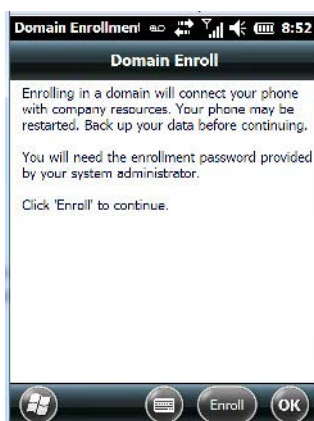 Domain Enrollment 8:52
Domain Enroll
Enrolling in a domain will connect your phone
with company resources. Your phone may be
restarted. Back up your data before continuing.
You will need the enrollment password provided
by your system administrator.
Click 'Enroll' to continue.
Enroll OK